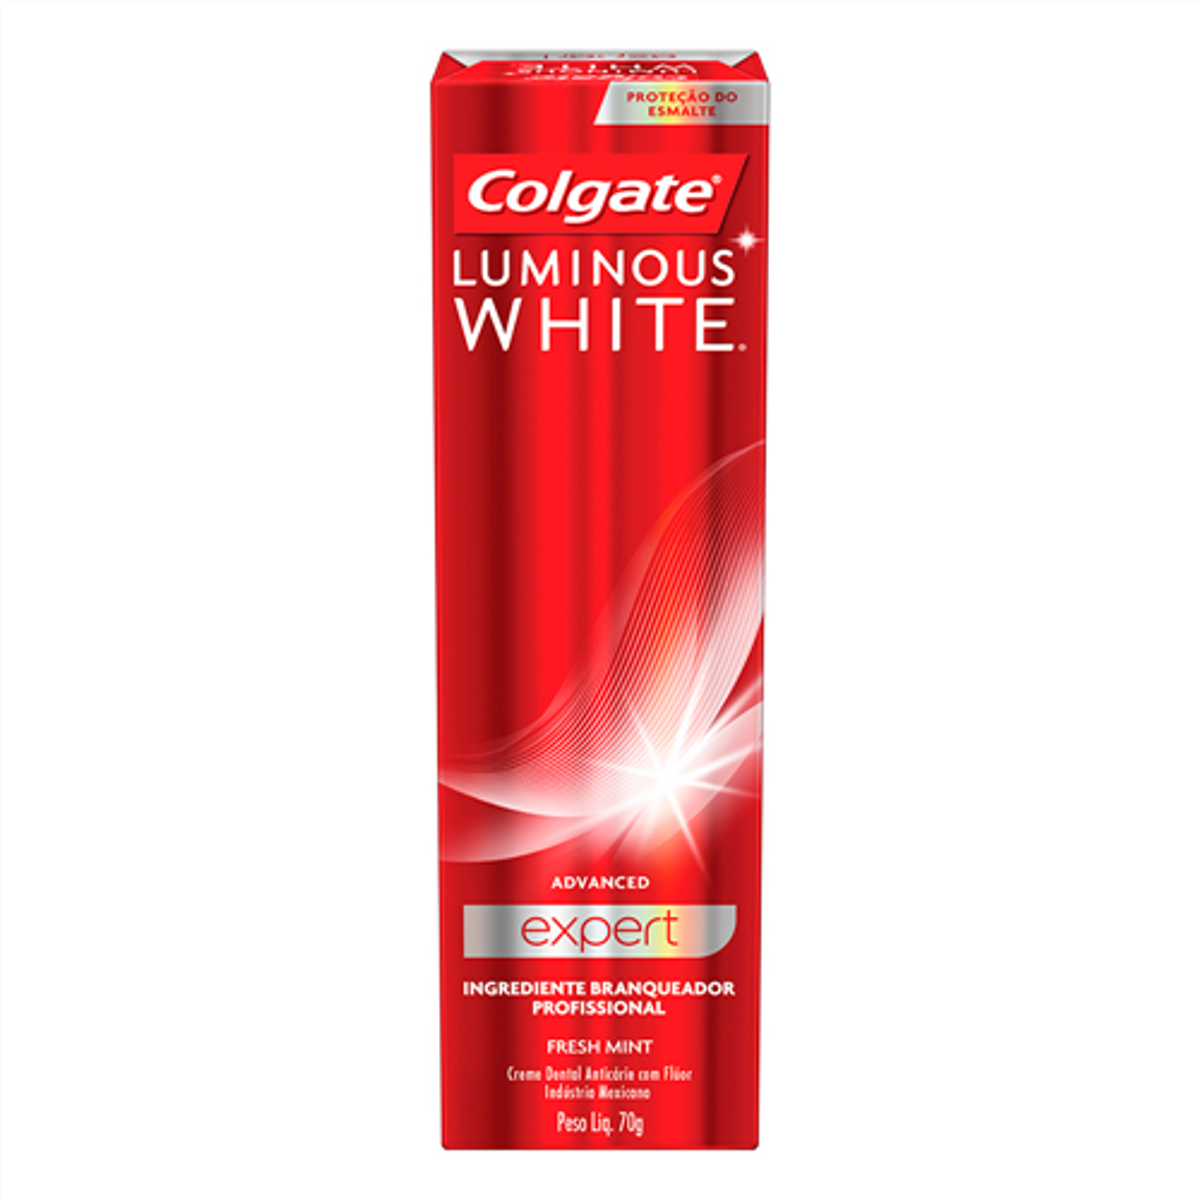 PROTEÇÃO DO
ESMALTE
Colgate®
LUMINOUS
WHITE®
ADVANCED
expert
INGREDIENTE BRANQUEADOR
PROFISSIONAL
FRESH MINT
Creme Dental Anticárie com Flúor
Indústria Mexicana
Peso Líq. 70g